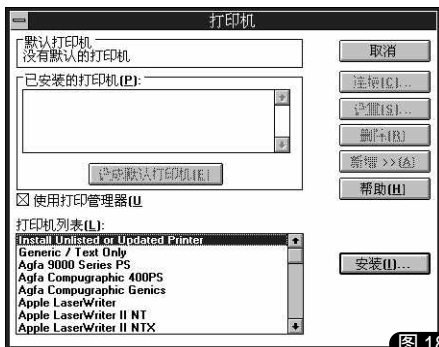 打印机
默认打印机
没有默认的打印机
取消
已安装的打印机(P):
连接(C)...
设置(S)...
删除(R)
新增 >>(A)
设成默认打印机(E)
帮助(H)
使用打印管理器(U
打印机列表(L):
Install Unlisted or Updated Printer
Generic / Text Only
Agfa 9000 Series PS
Agfa Compugraphic 400PS
Agfa Compugraphic Genics
Apple LaserWriter
Apple LaserWriter II NT
Apple LaserWriter II NTX
安装(I)...
图 18